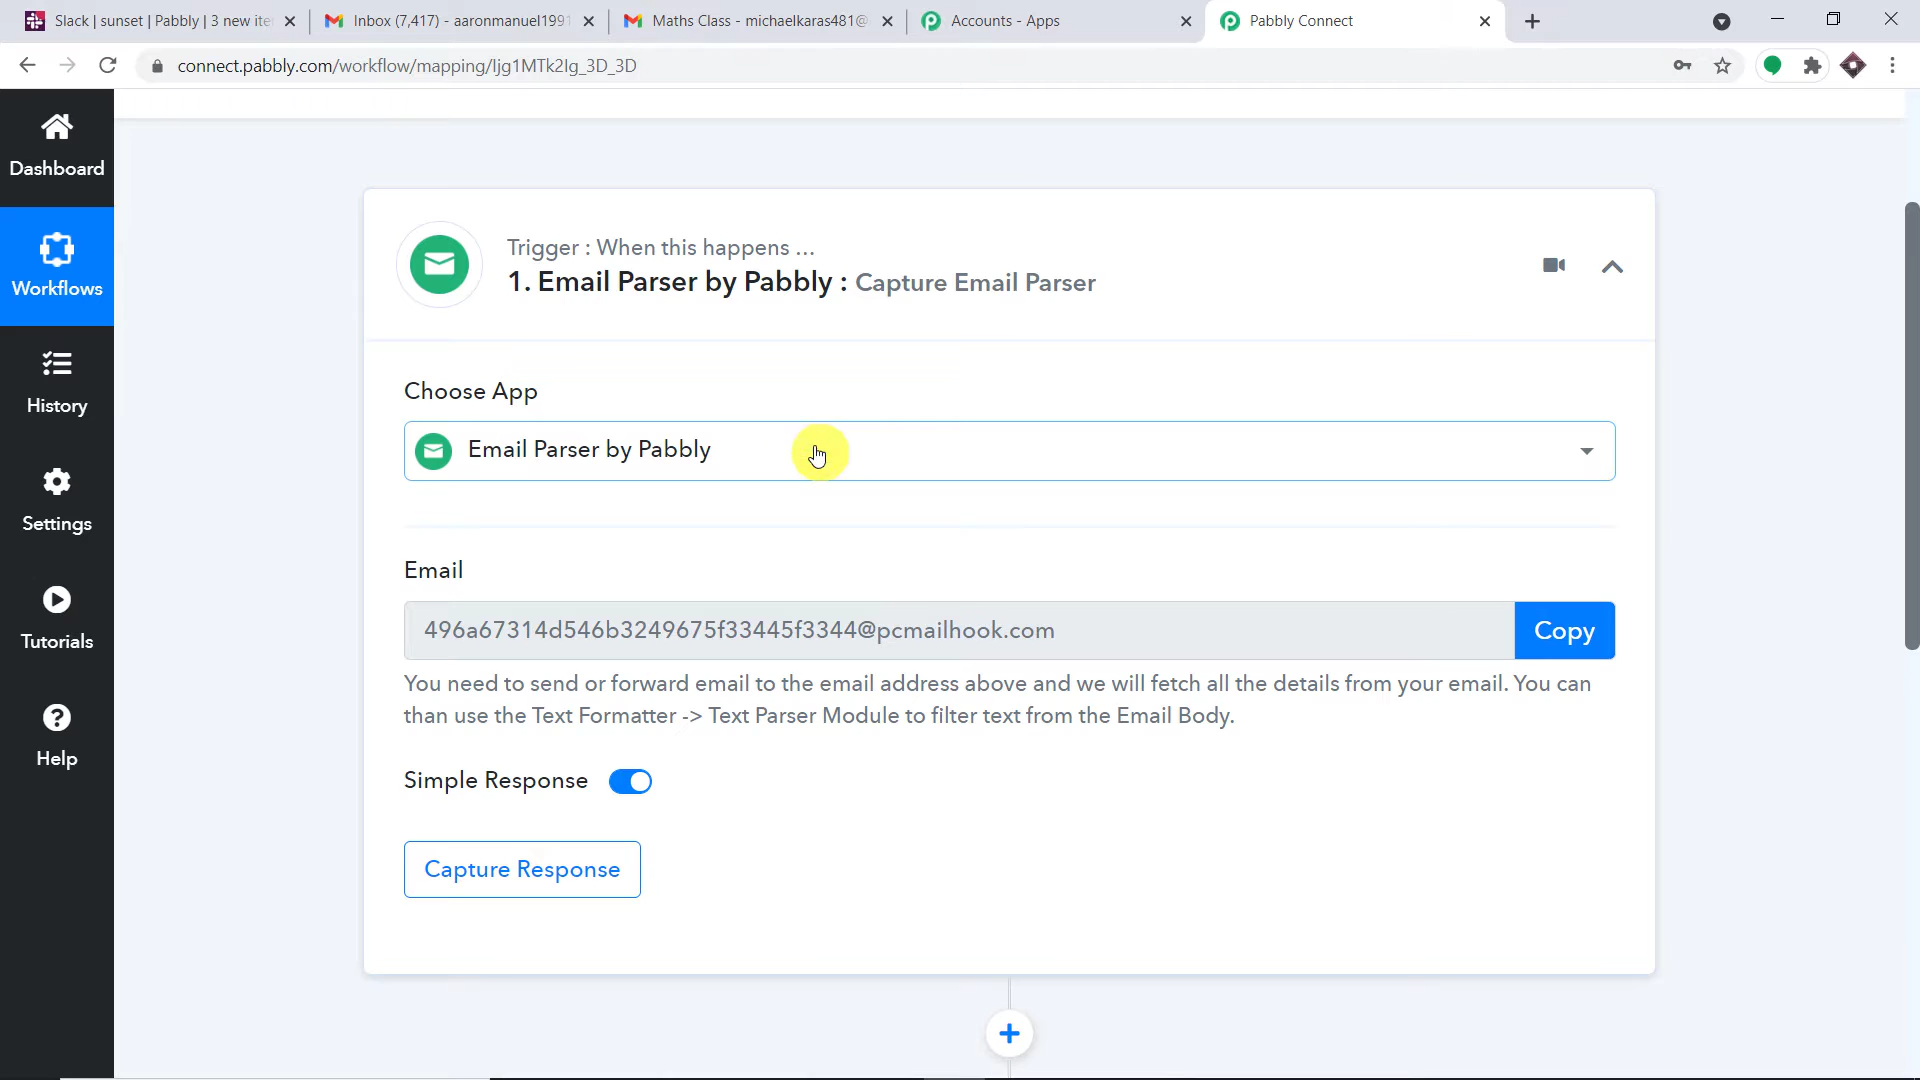 Slack | sunset | Pabbly | 3 new ite
Inbox (7,417) - aaronmanuel1991
Maths Class - michaelkaras481@
Accounts - Apps
Pabbly Connect
connect.pabbly.com/workflow/mapping/Ijg1MTk2Ig_3D_3D
Dashboard
Workflows
History
Settings
Tutorials
Help
Trigger : When this happens ...
1. Email Parser by Pabbly : Capture Email Parser
Choose App
Email Parser by Pabbly
Email
496a67314d546b3249675f33445f3344@pcmailhook.com
Copy
You need to send or forward email to the email address above and we will fetch all the details from your email. You can
than use the Text Formatter -> Text Parser Module to filter text from the Email Body.
Simple Response
Capture Response